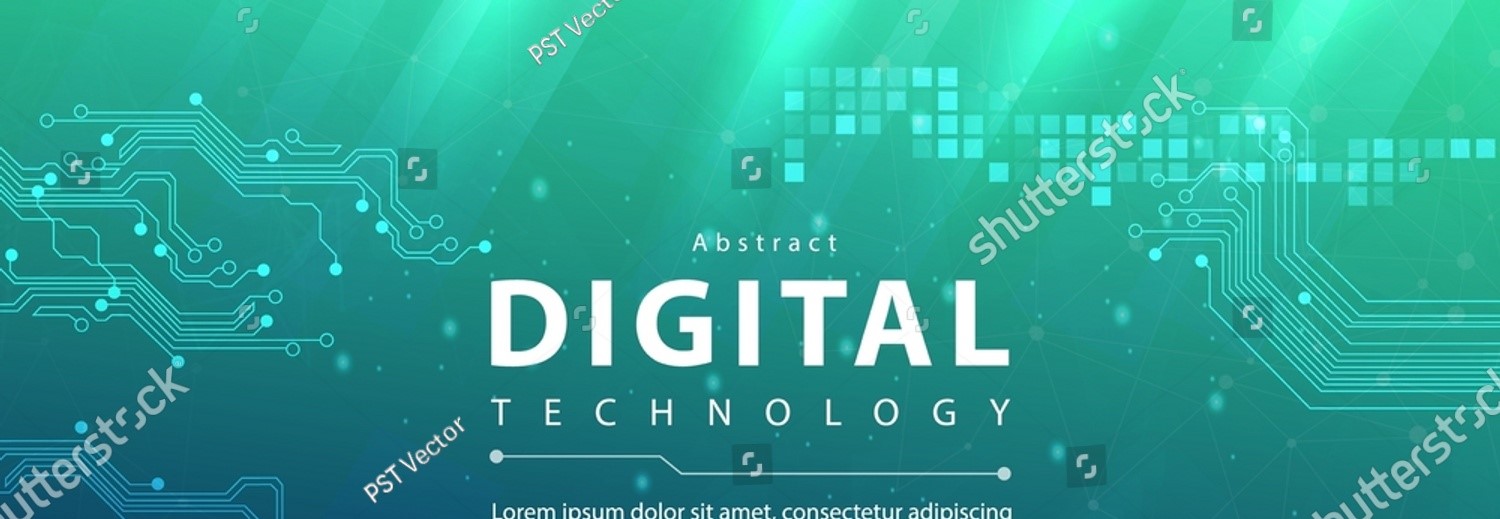 PST Vector
shutterstock
Abstract
DIGITAL
TECHNOLOGY
shutterstock
PST Vector
shutterstock
Lorem ipsum dolor sit amet, consectetur adipiscing